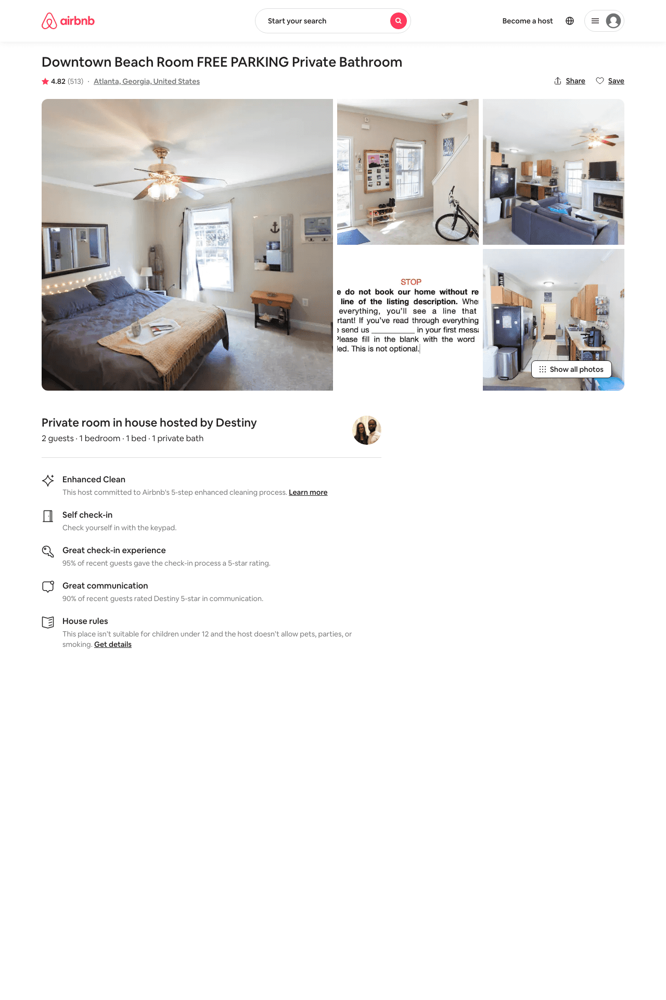 airbnb
Start your search
Become a host
Downtown Beach Room FREE PARKING Private Bathroom
4.82 (513) · Atlanta, Georgia, United States
Share
Save
STOP
e do not book our home without re
line of the listing description. Whe
everything, you'll see a line that
rtant! If you've read through everything
e send us ___________ in your first messa
Please fill in the blank with the word
led. This is not optional.
Show all photos
Private room in house hosted by Destiny
2 guests · 1 bedroom · 1 bed · 1 private bath
Enhanced Clean
This host committed to Airbnb's 5-step enhanced cleaning process. Learn more
Self check-in
Check yourself in with the keypad.
Great check-in experience
95% of recent guests gave the check-in process a 5-star rating.
Great communication
90% of recent guests rated Destiny 5-star in communication.
House rules
This place isn't suitable for children under 12 and the host doesn't allow pets, parties, or
smoking. Get details